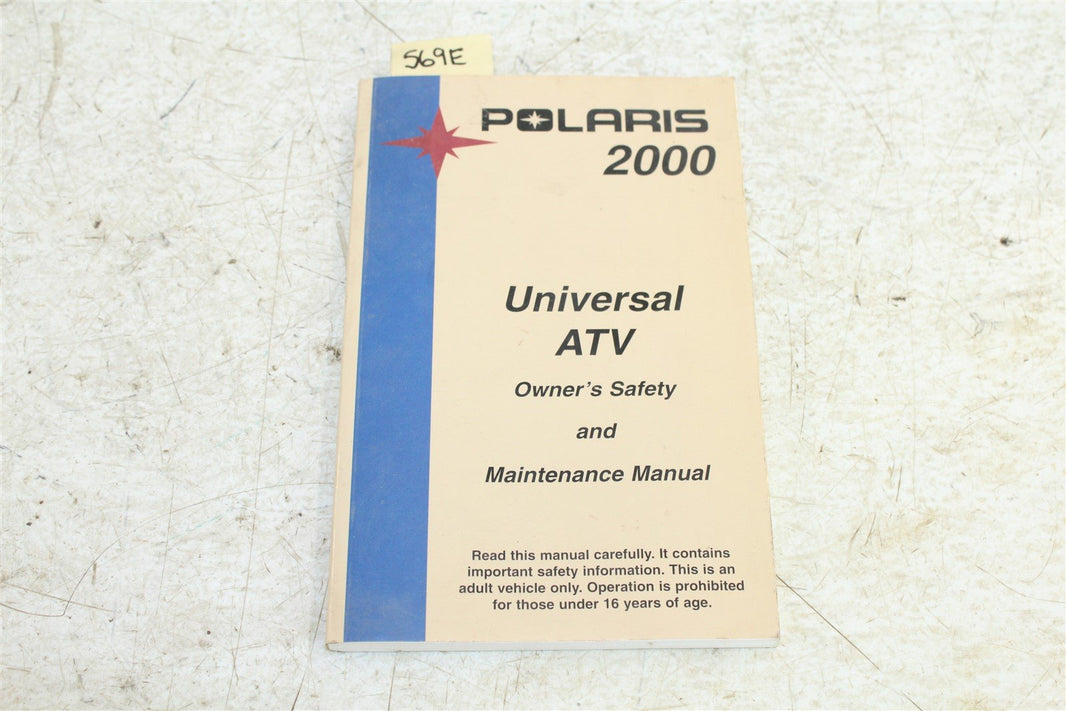 569E
POLARIS
2000
Universal
ATV
Owner's Safety
and
Maintenance Manual
Read this manual carefully. It contains
important safety information. This is an
adult vehicle only. Operation is prohibited
for those under 16 years of age.